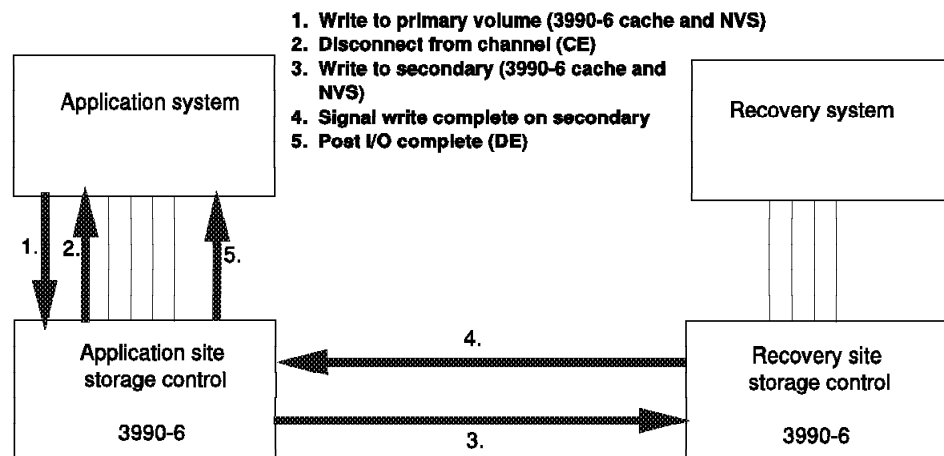 1. Write to primary volume (3990-6 cache and NVS)
2. Disconnect from channel (CE)
3. Write to secondary (3990-6 cache and
NVS)
4. Signal write complete on secondary
5. Post I/O complete (DE)
Application system
Recovery system
1.
2.
5.
4.
Application site
storage control
3990-6
3.
Recovery site
storage control
3990-6